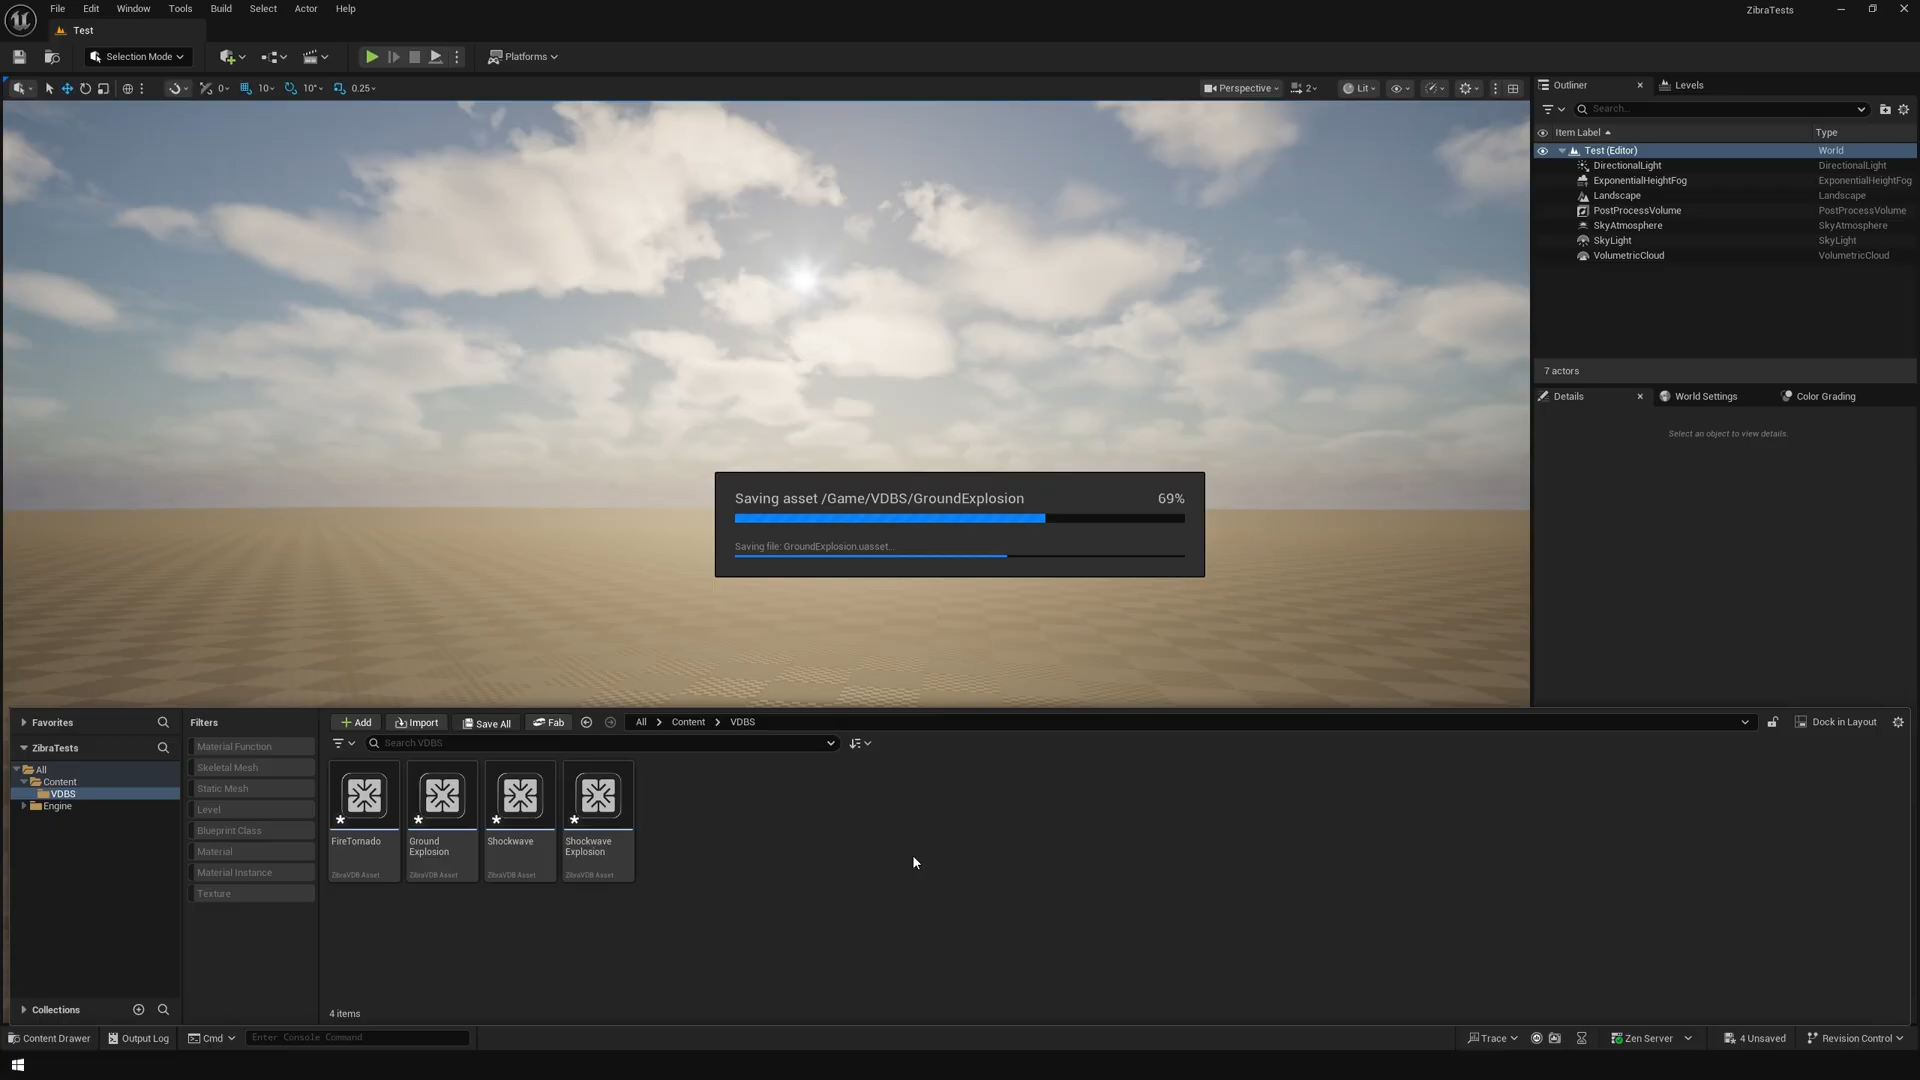 File Edit Window Tools Build Select Actor Help
ZibraTests
Test
Selection Mode
Platforms
0 10 10° 0.25
Perspective 2 Lit
Outliner Levels
Search...
Item Label Type
Test (Editor) World
DirectionalLight DirectionalLight
ExponentialHeightFog ExponentialHeightFog
Landscape Landscape
PostProcessVolume PostProcessVolume
SkyAtmosphere SkyAtmosphere
SkyLight SkyLight
VolumetricCloud VolumetricCloud
7 actors
Details World Settings Color Grading
Select an object to view details.
Saving asset /Game/VDBS/GroundExplosion 69%
Saving file: GroundExplosion.uasset...
Favorites
ZibraTests
All
Content
VDBS
Engine
Collections
Filters
Material Function
Skeletal Mesh
Static Mesh
Level
Blueprint Class
Material
Material Instance
Texture
Add Import Save All Fab All Content VDBS Dock in Layout
Search VDBS
FireTornado
ZibraVDB Asset
Ground
Explosion
ZibraVDB Asset
Shockwave
ZibraVDB Asset
Shockwave
Explosion
ZibraVDB Asset
4 items
Content Drawer Output Log Cmd Enter Console Command Trace Zen Server 4 Unsaved Revision Control